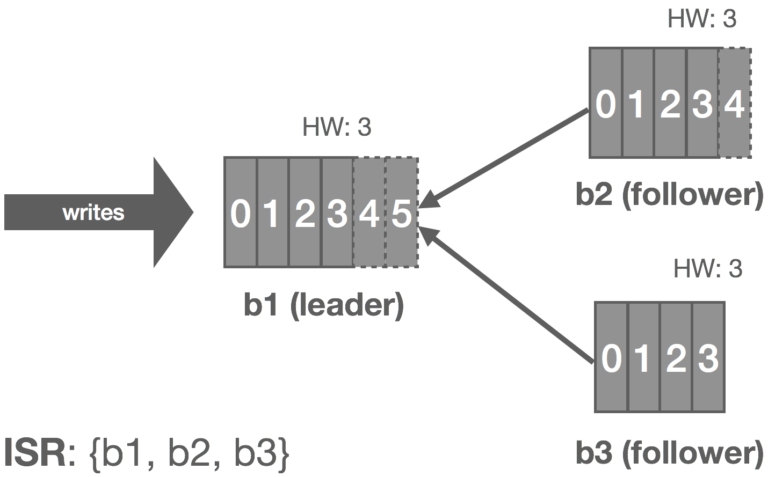 HW: 3
0 1 2 3 4
b2 (follower)
HW: 3
writes
0 1 2 3 4 5
b1 (leader)
HW: 3
0 1 2 3
b3 (follower)
ISR: {b1, b2, b3}